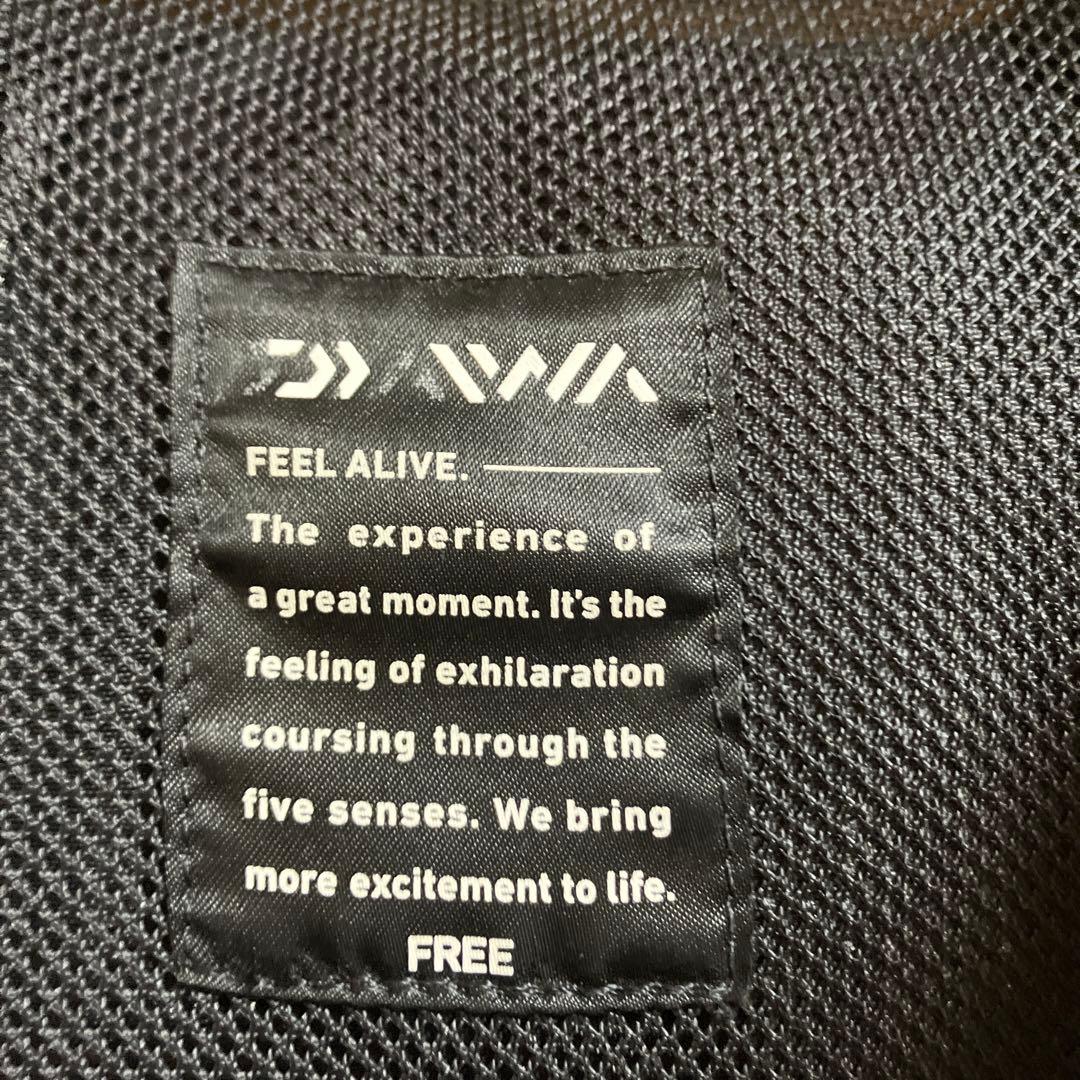 DAIWA
FEEL ALIVE.
The experience of
a great moment. It's the
feeling of exhilaration
coursing through the
five senses. We bring
more excitement to life.
FREE